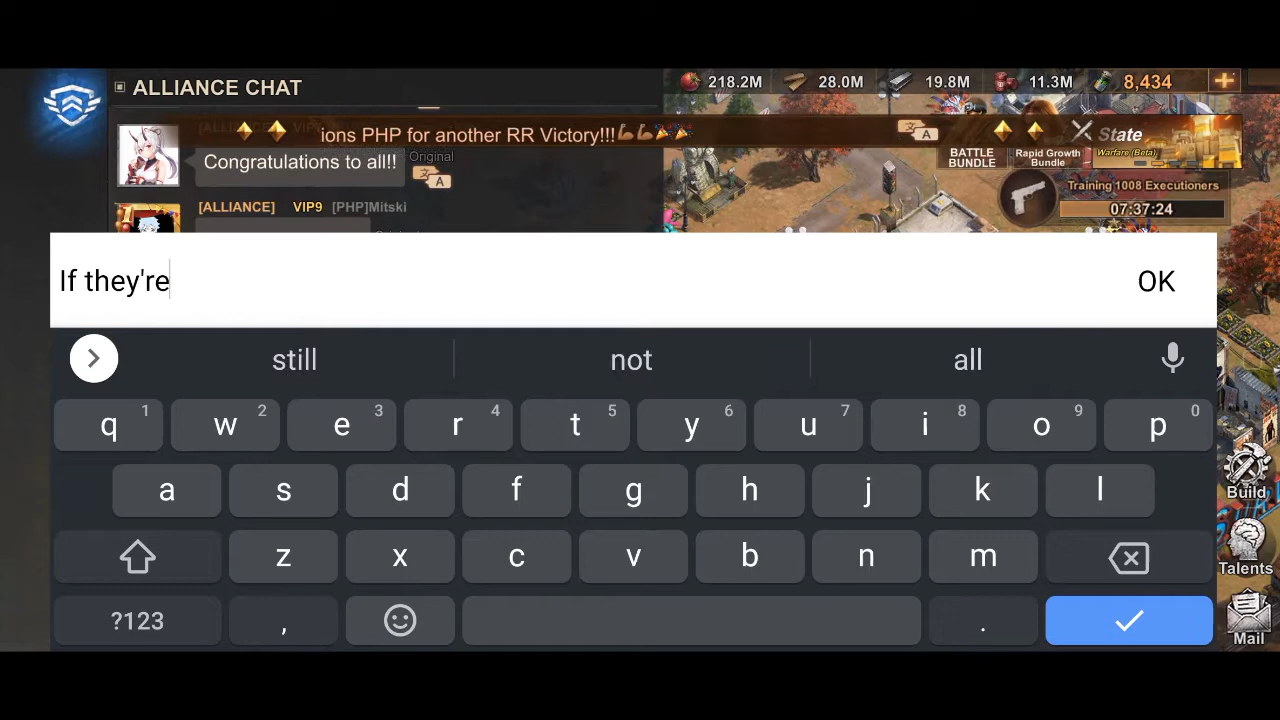 ALLIANCE CHAT
218.2M 28.0M 19.8M 11.3M 8,434
ions PHP for another RR Victory!!!💪💪🎉🎉
State
Warfare (Beta)
BATTLE BUNDLE
Rapid Growth Bundle
Congratulations to all!!
Original
Training 1008 Executioners
07:37:24
[ALLIANCE] VIP9 [PHP]Mitski
If they're
OK
still not all
q 1 w 2 e 3 r 4 t 5 y 6 u 7 i 8 o 9 p 0
a s d f g h j k l
z x c v b n m
?123 , .
Build
Talents
Mail